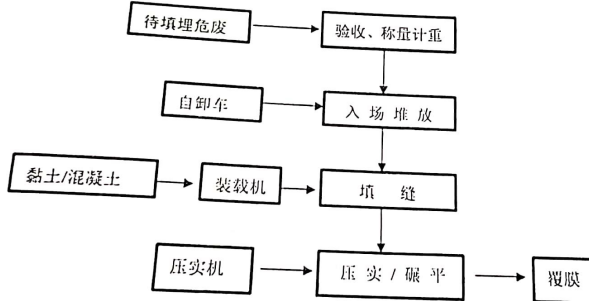 待填埋危废
验收、称量计重
自卸车
入场堆放
黏土/混凝土
装载机
填缝
压实机
压实/碾平
覆膜